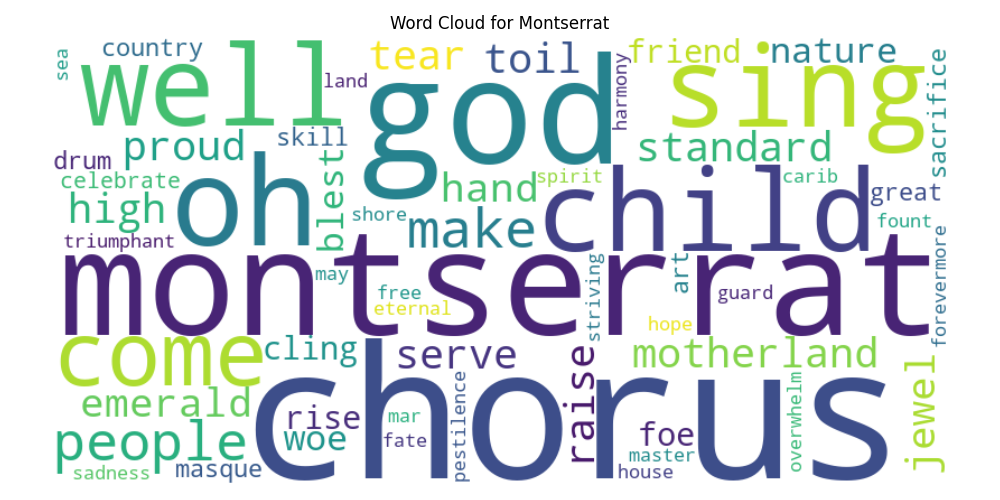 Word Cloud for Montserrat
sea
country
well
land
tear
toil
god
harmony
friend
nature
sing
sacrifice
drum
proud
skill
standard
celebrate
high
oh
blest
shore
hand
spirit
make
child
carib
great
fount
triumphant
montserrat
may
free
eternal
striving
art
guard
hope
forevermore
come
cling
serve
raise
motherland
jewel
emerald
chorus
rise
woe
mar
fate
pestilence
foe
master
house
overwhelm
people
sadness
masque